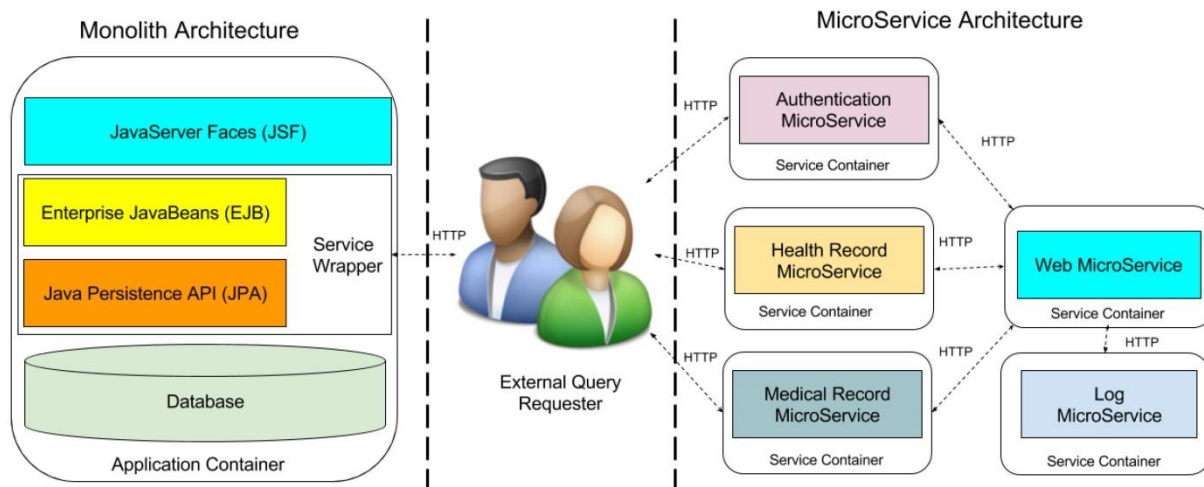 Monolith Architecture
JavaServer Faces (JSF)
Enterprise JavaBeans (EJB)
Service
Wrapper
Java Persistence API (JPA)
Database
Application Container
HTTP
External Query
Requester
MicroService Architecture
HTTP
Authentication
MicroService
Service Container
HTTP
HTTP
Health Record
MicroService
Service Container
HTTP
Web MicroService
Service Container
HTTP
Medical Record
MicroService
Service Container
HTTP
HTTP
Log
MicroService
Service Container